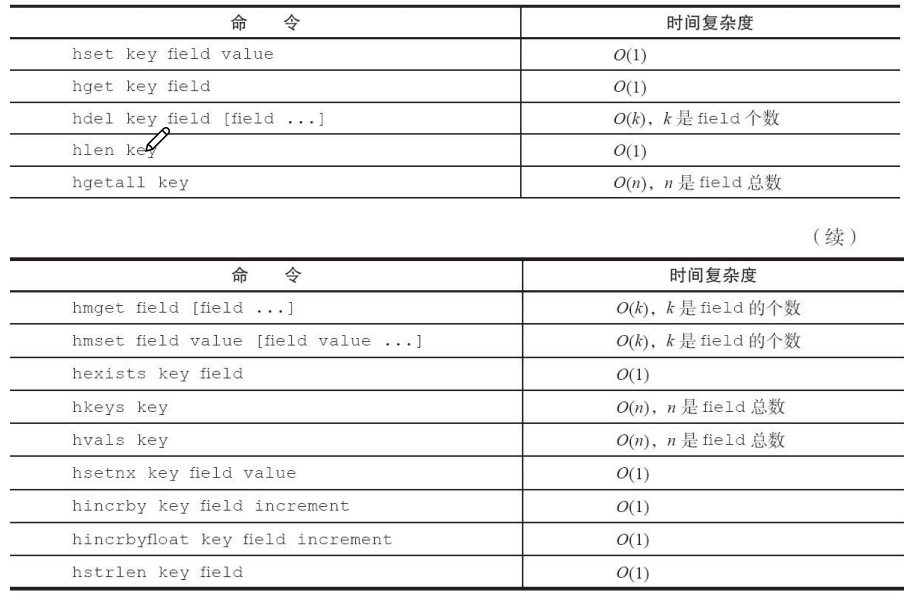 命 令 时间复杂度
hset key field value O(1)
hget key field O(1)
hdel key field [field ...] O(k), k 是 field 个数
hlen key O(1)
hgetall key O(n), n 是 field 总数
(续)
命 令 时间复杂度
hmget field [field ...] O(k), k 是 field 的个数
hmset field value [field value ...] O(k), k 是 field 的个数
hexists key field O(1)
hkeys key O(n), n 是 field 总数
hvals key O(n), n 是 field 总数
hsetnx key field value O(1)
hincrby key field increment O(1)
hincrbyfloat key field increment O(1)
hstrlen key field O(1)